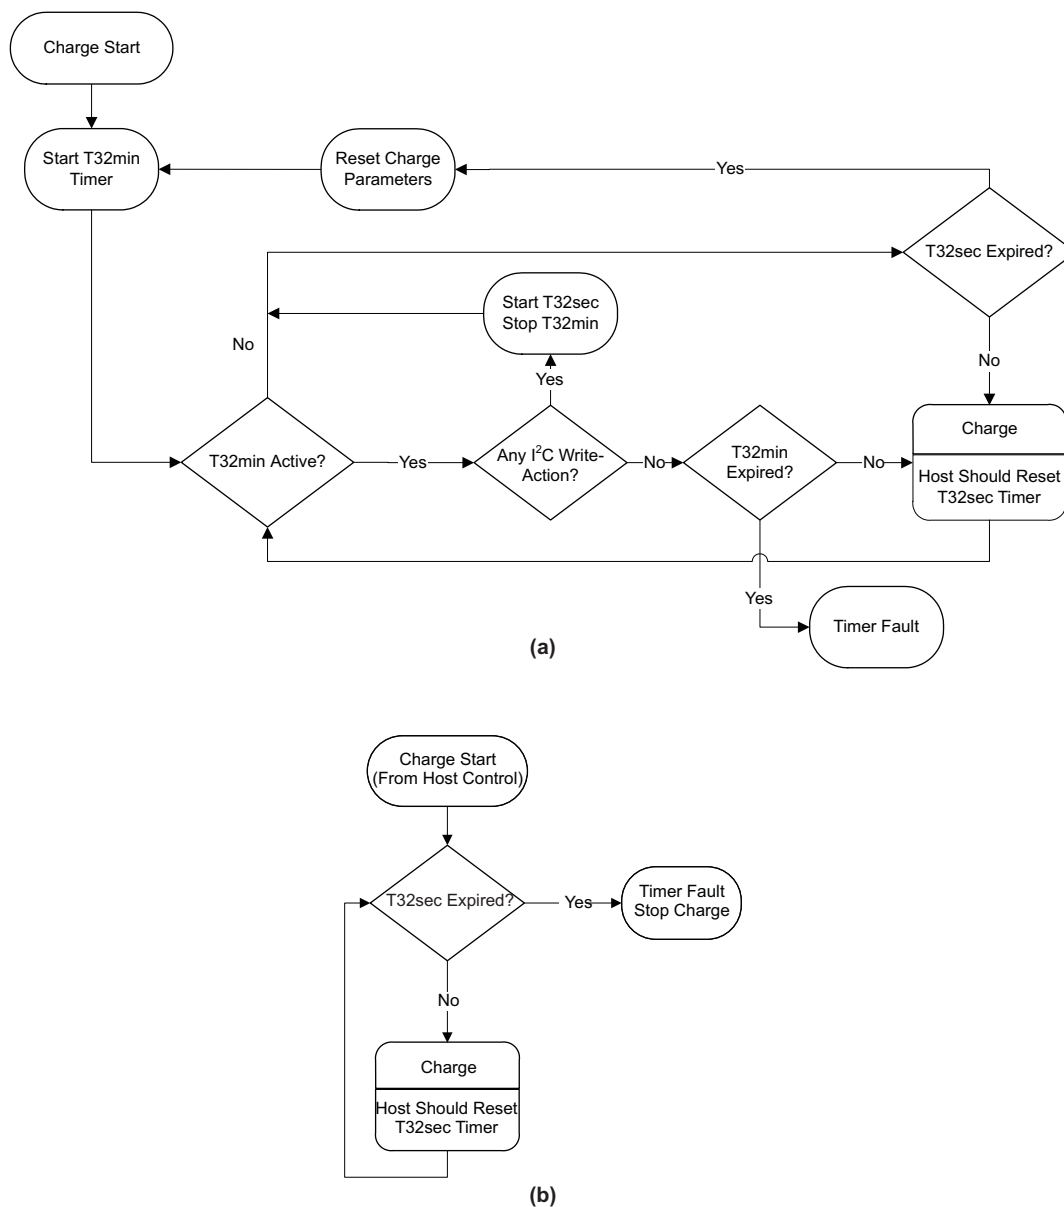 Charge Start
Start T32min
Timer
Reset Charge
Parameters
Yes
T32sec Expired?
Start T32sec
Stop T32min
No
No
Yes
Charge
T32min Active?
Yes
Any I²C Write-
Action?
No
T32min
Expired?
No
Host Should Reset
T32sec Timer
Yes
Timer Fault
(a)
Charge Start
(From Host Control)
T32sec Expired?
Yes
Timer Fault
Stop Charge
No
Charge
Host Should Reset
T32sec Timer
(b)